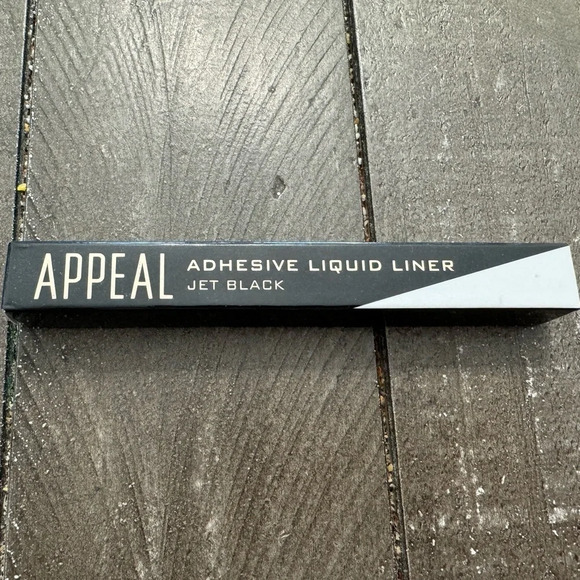 APPEAL
ADHESIVE LIQUID LINER
JET BLACK